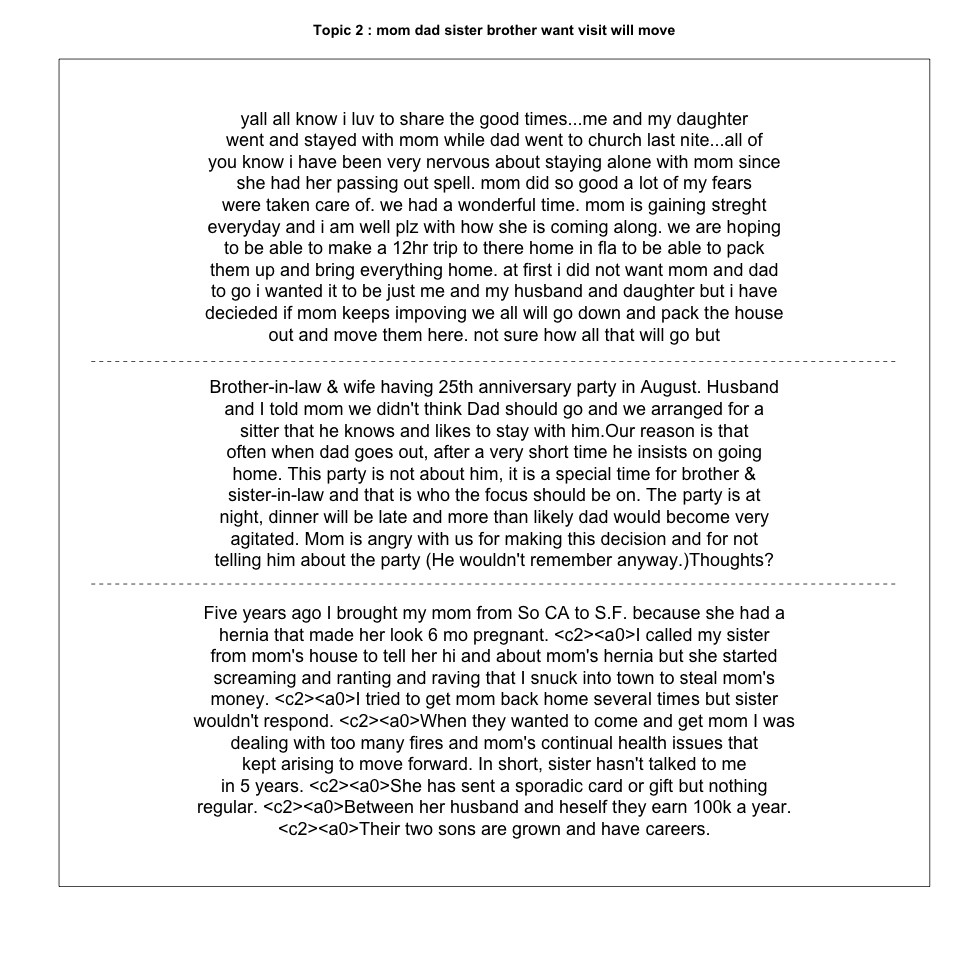 Topic 2 : mom dad sister brother want visit will move
yall all know i luv to share the good times...me and my daughter
went and stayed with mom while dad went to church last nite...all of
you know i have been very nervous about staying alone with mom since
she had her passing out spell. mom did so good a lot of my fears
were taken care of. we had a wonderful time. mom is gaining streght
everyday and i am well plz with how she is coming along. we are hoping
to be able to make a 12hr trip to there home in fla to be able to pack
them up and bring everything home. at first i did not want mom and dad
to go i wanted it to be just me and my husband and daughter but i have
decieded if mom keeps impoving we all will go down and pack the house
out and move them here. not sure how all that will go but
Brother-in-law & wife having 25th anniversary party in August. Husband
and I told mom we didn't think Dad should go and we arranged for a
sitter that he knows and likes to stay with him.Our reason is that
often when dad goes out, after a very short time he insists on going
home. This party is not about him, it is a special time for brother &
sister-in-law and that is who the focus should be on. The party is at
night, dinner will be late and more than likely dad would become very
agitated. Mom is angry with us for making this decision and for not
telling him about the party (He wouldn't remember anyway.)Thoughts?
Five years ago I brought my mom from So CA to S.F. because she had a
hernia that made her look 6 mo pregnant. <c2><a0>I called my sister
from mom's house to tell her hi and about mom's hernia but she started
screaming and ranting and raving that I snuck into town to steal mom's
money. <c2><a0>I tried to get mom back home several times but sister
wouldn't respond. <c2><a0>When they wanted to come and get mom I was
dealing with too many fires and mom's continual health issues that
kept arising to move forward. In short, sister hasn't talked to me
in 5 years. <c2><a0>She has sent a sporadic card or gift but nothing
regular. <c2><a0>Between her husband and heself they earn 100k a year.
<c2><a0>Their two sons are grown and have careers.